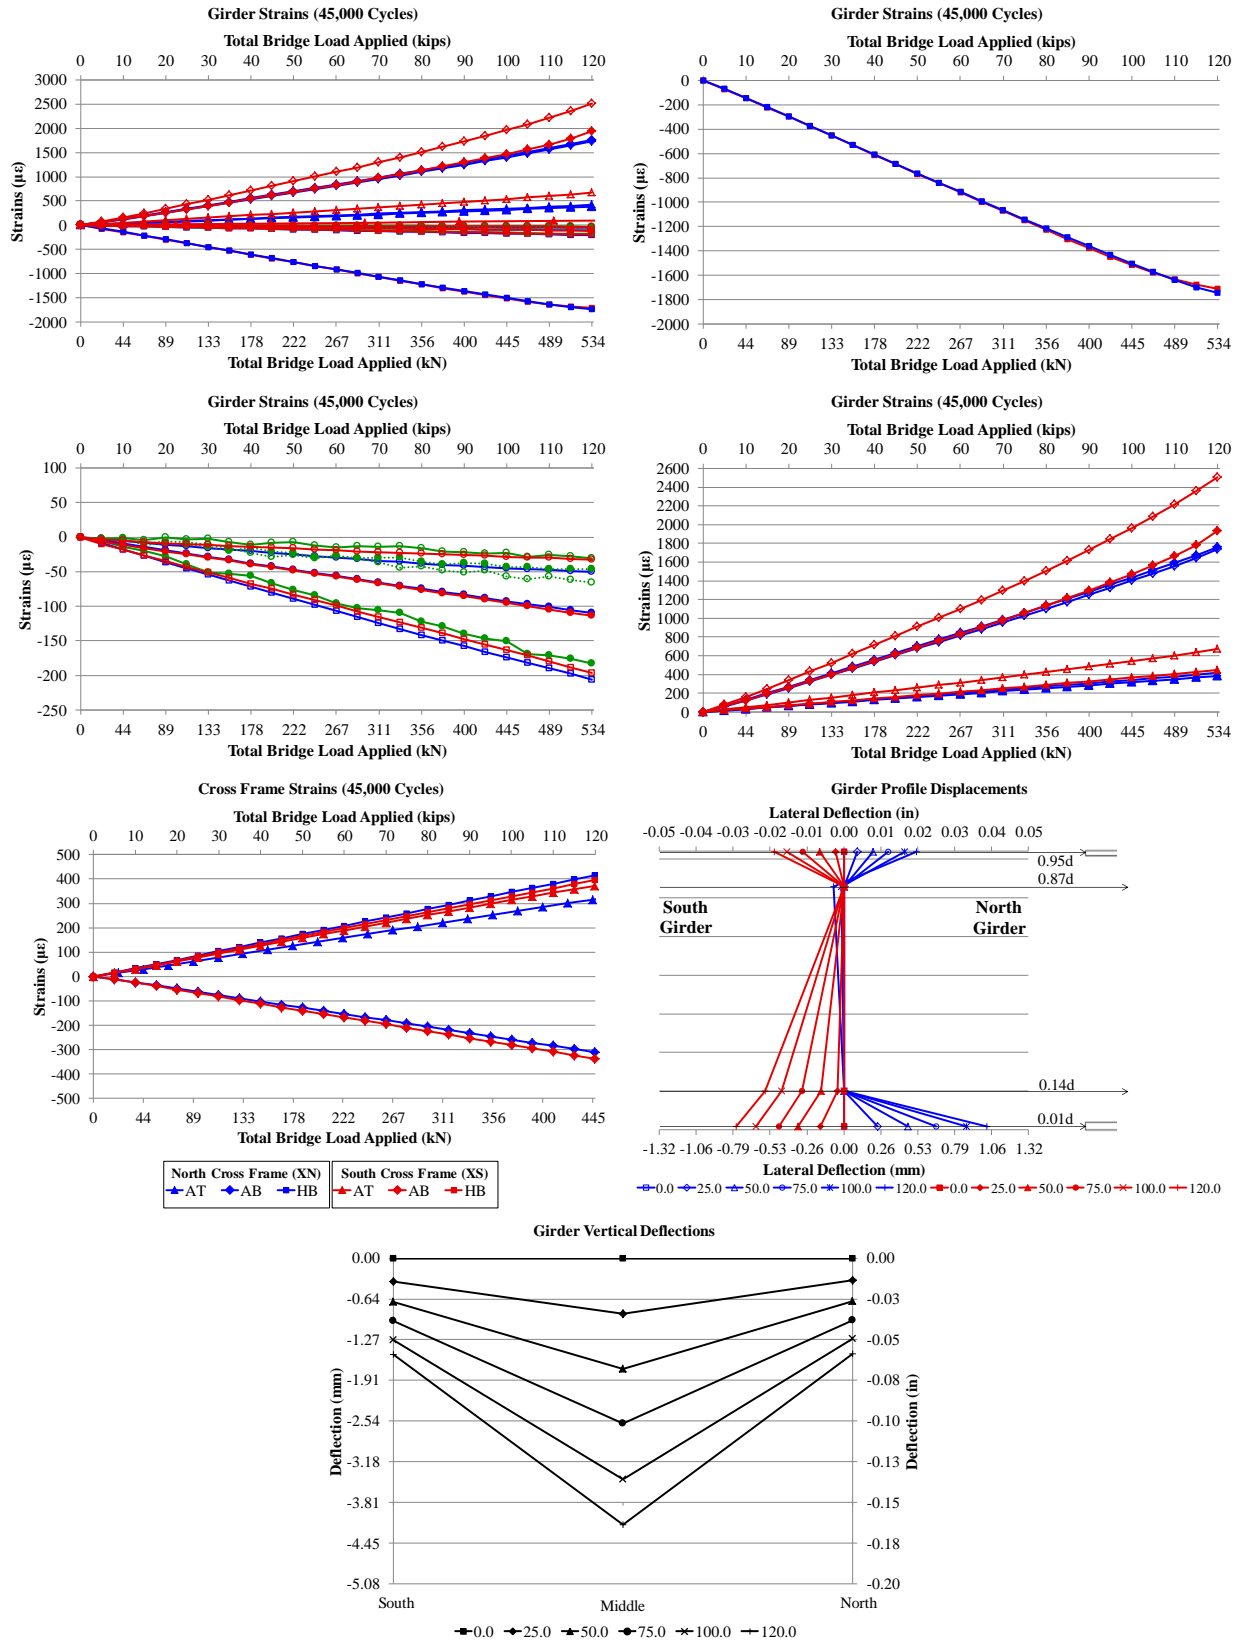 Girder Strains (45,000 Cycles)
Total Bridge Load Applied (kips)
0 10 20 30 40 50 60 70 80 90 100 110 120
3000
2500
2000
1500
1000
500
0
-500
-1000
-1500
-2000
Strains (με)
0 44 89 133 178 222 267 311 356 400 445 489 534
Total Bridge Load Applied (kN)
Girder Strains (45,000 Cycles)
Total Bridge Load Applied (kips)
0 10 20 30 40 50 60 70 80 90 100 110 120
0
-200
-400
-600
-800
-1000
-1200
-1400
-1600
-1800
-2000
Strains (με)
0 44 89 133 178 222 267 311 356 400 445 489 534
Total Bridge Load Applied (kN)
Girder Strains (45,000 Cycles)
Total Bridge Load Applied (kips)
0 10 20 30 40 50 60 70 80 90 100 110 120
100
50
0
-50
-100
-150
-200
-250
Strains (με)
0 44 89 133 178 222 267 311 356 400 445 489 534
Total Bridge Load Applied (kN)
Girder Strains (45,000 Cycles)
Total Bridge Load Applied (kips)
0 10 20 30 40 50 60 70 80 90 100 110 120
2600
2400
2200
2000
1800
1600
1400
1200
1000
800
600
400
200
0
Strains (με)
0 44 89 133 178 222 267 311 356 400 445 489 534
Total Bridge Load Applied (kN)
Cross Frame Strains (45,000 Cycles)
Total Bridge Load Applied (kips)
0 10 20 30 40 50 60 70 80 90 100 110 120
500
400
300
200
100
0
-100
-200
-300
-400
-500
Strains (με)
0 44 89 133 178 222 267 311 356 400 445
Total Bridge Load Applied (kN)
North Cross Frame (XN)
AT AB HB
South Cross Frame (XS)
AT AB HB
Girder Profile Displacements
Lateral Deflection (in)
-0.05 -0.04 -0.03 -0.02 -0.01 0.00 0.01 0.02 0.03 0.04 0.05
0.95d
0.87d
South
Girder
North
Girder
0.14d
0.01d
-1.32 -1.06 -0.79 -0.53 -0.26 0.00 0.26 0.53 0.79 1.06 1.32
Lateral Deflection (mm)
0.0 25.0 50.0 75.0 100.0 120.0 0.0 25.0 50.0 75.0 100.0 120.0
Girder Vertical Deflections
0.00
-0.64
-1.27
-1.91
-2.54
-3.18
-3.81
-4.45
-5.08
Deflection (mm)
0.00
-0.03
-0.05
-0.08
-0.10
-0.13
-0.15
-0.18
-0.20
Deflection (in)
South Middle North
0.0 25.0 50.0 75.0 100.0 120.0